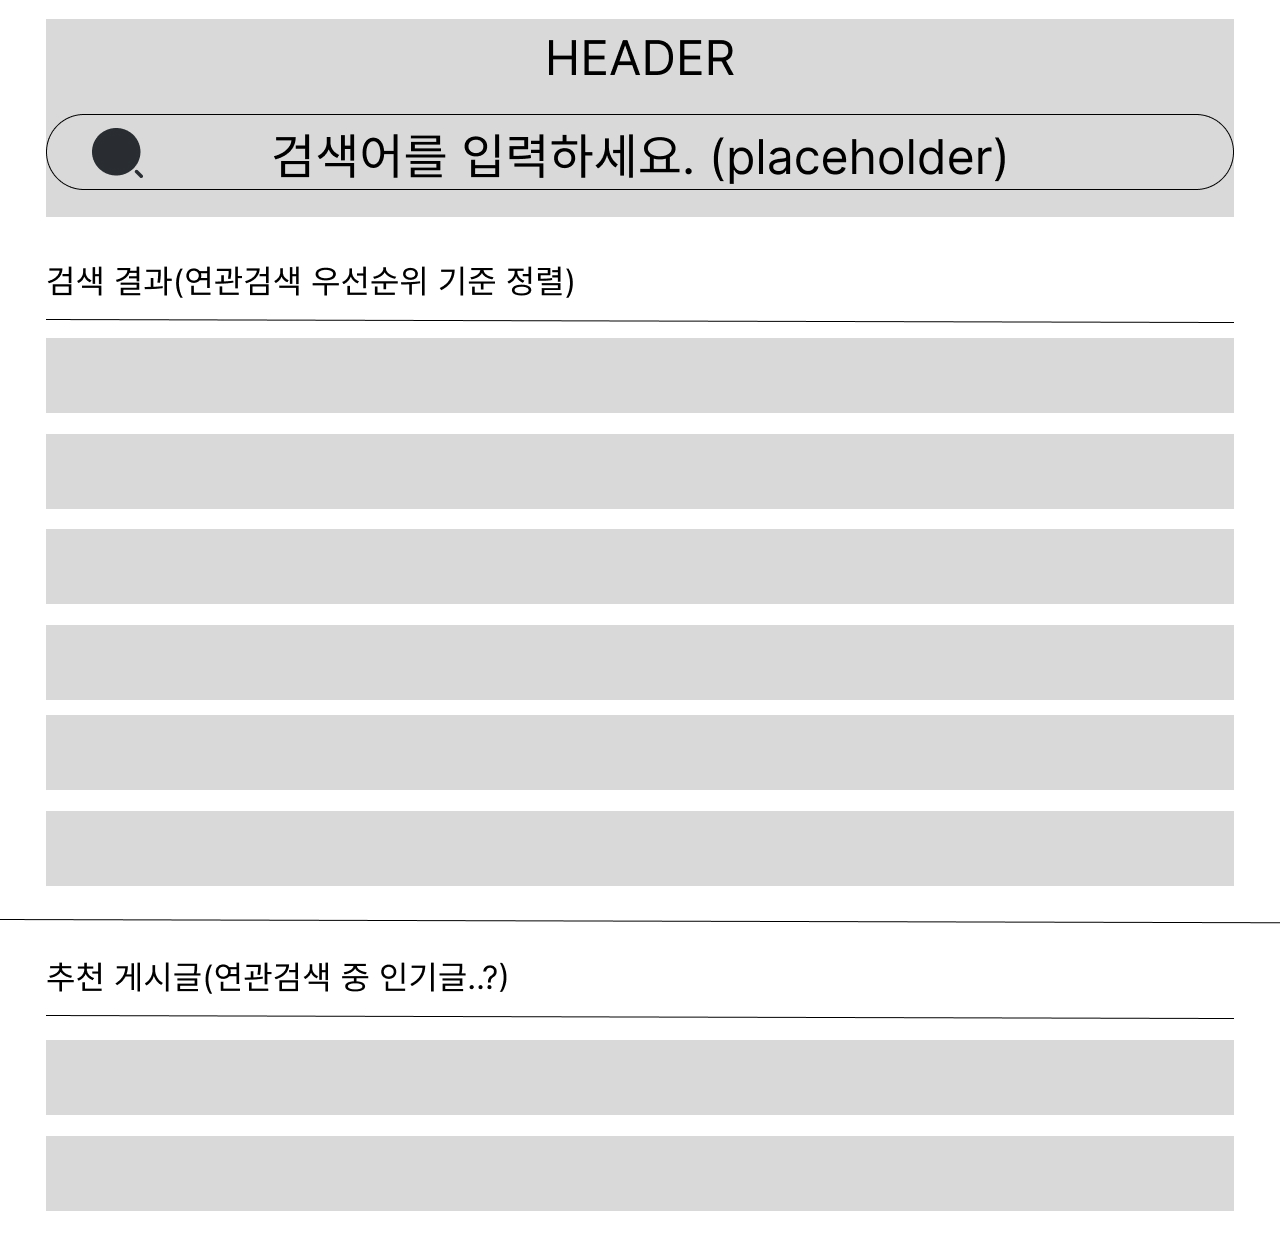 HEADER
검색어를 입력하세요. (placeholder)
검색 결과(연관검색 우선순위 기준 정렬)
추천 게시글(연관검색 중 인기글..?)